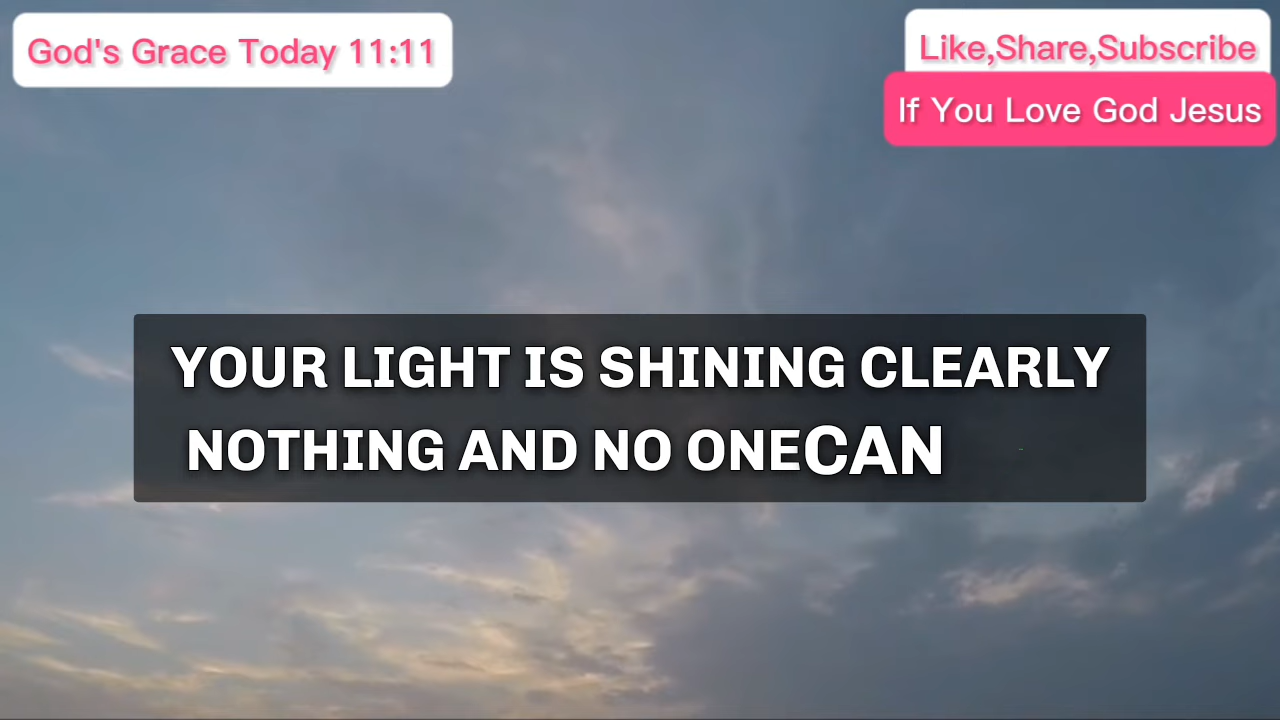 God's Grace Today 11:11
Like,Share,Subscribe
If You Love God Jesus
YOUR LIGHT IS SHINING CLEARLY
NOTHING AND NO ONECAN